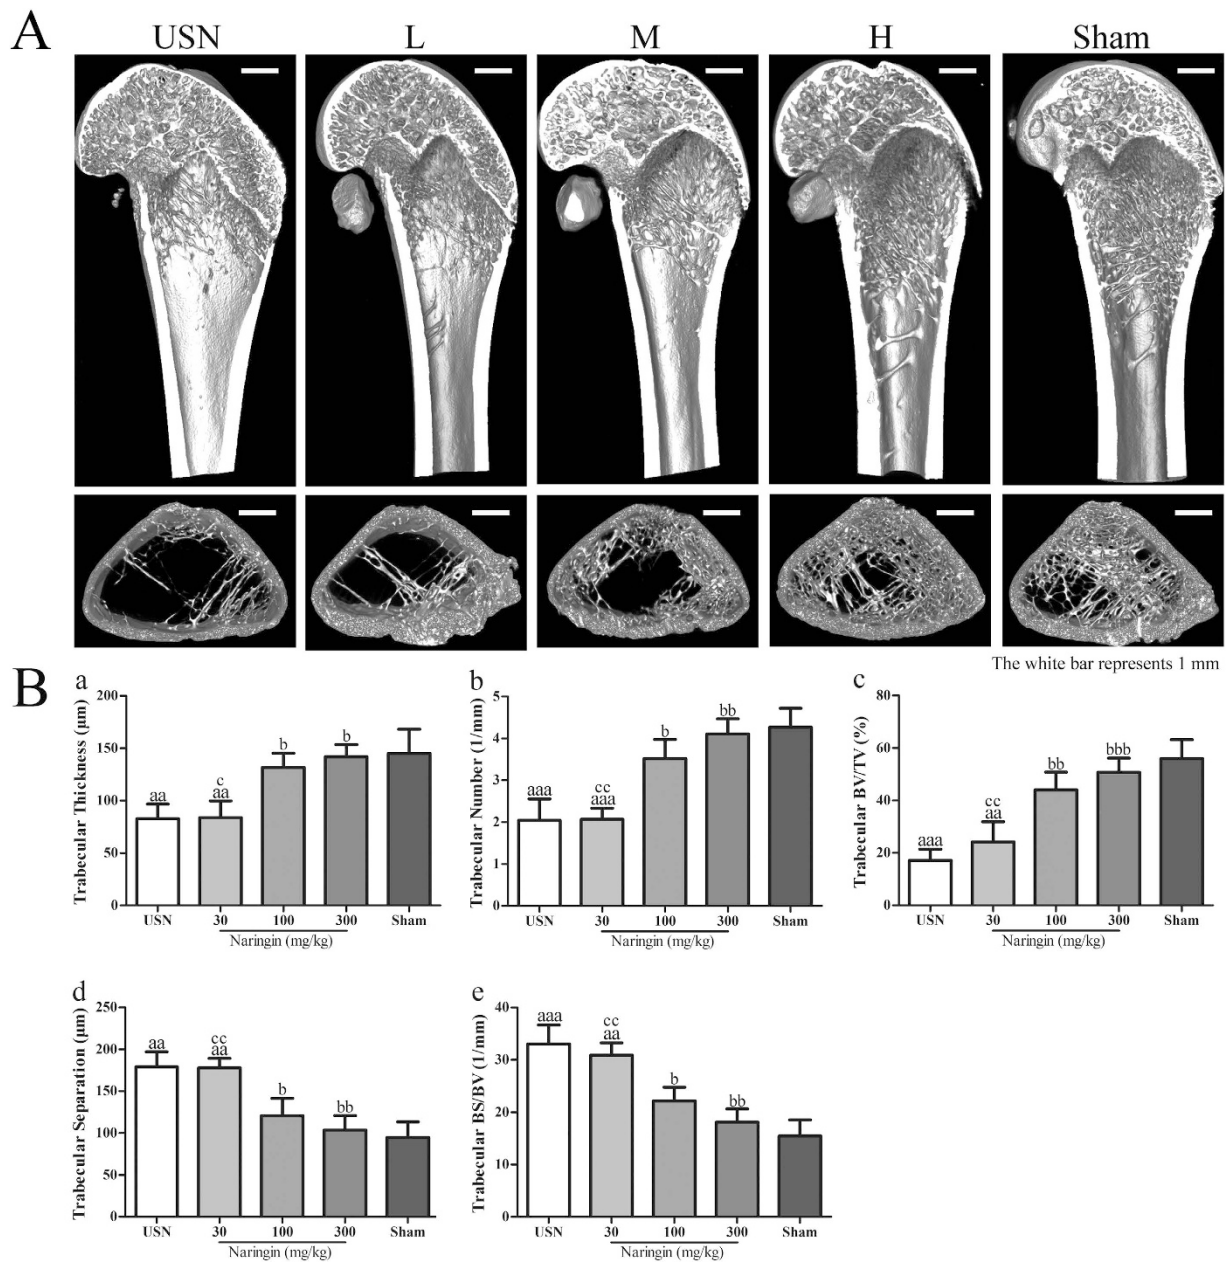 A
USN L M H Sham
The white bar represents 1 mm
B
a
Trabecular Thickness (μm)
200
150
100
50
0
aa
c
aa
b
b
USN 30 100 300 Sham
Naringin (mg/kg)
b
Trabecular Number (1/mm)
5
4
3
2
1
0
aaa
cc
aaa
b
bb
USN 30 100 300 Sham
Naringin (mg/kg)
c
Trabecular BV/TV (%)
80
60
40
20
0
aaa
cc
aa
bb
bbb
USN 30 100 300 Sham
Naringin (mg/kg)
d
Trabecular Separation (μm)
250
200
150
100
50
0
aa
cc
aa
b
bb
USN 30 100 300 Sham
Naringin (mg/kg)
e
Trabecular BS/BV (1/mm)
40
30
20
10
0
aaa
cc
aa
b
bb
USN 30 100 300 Sham
Naringin (mg/kg)